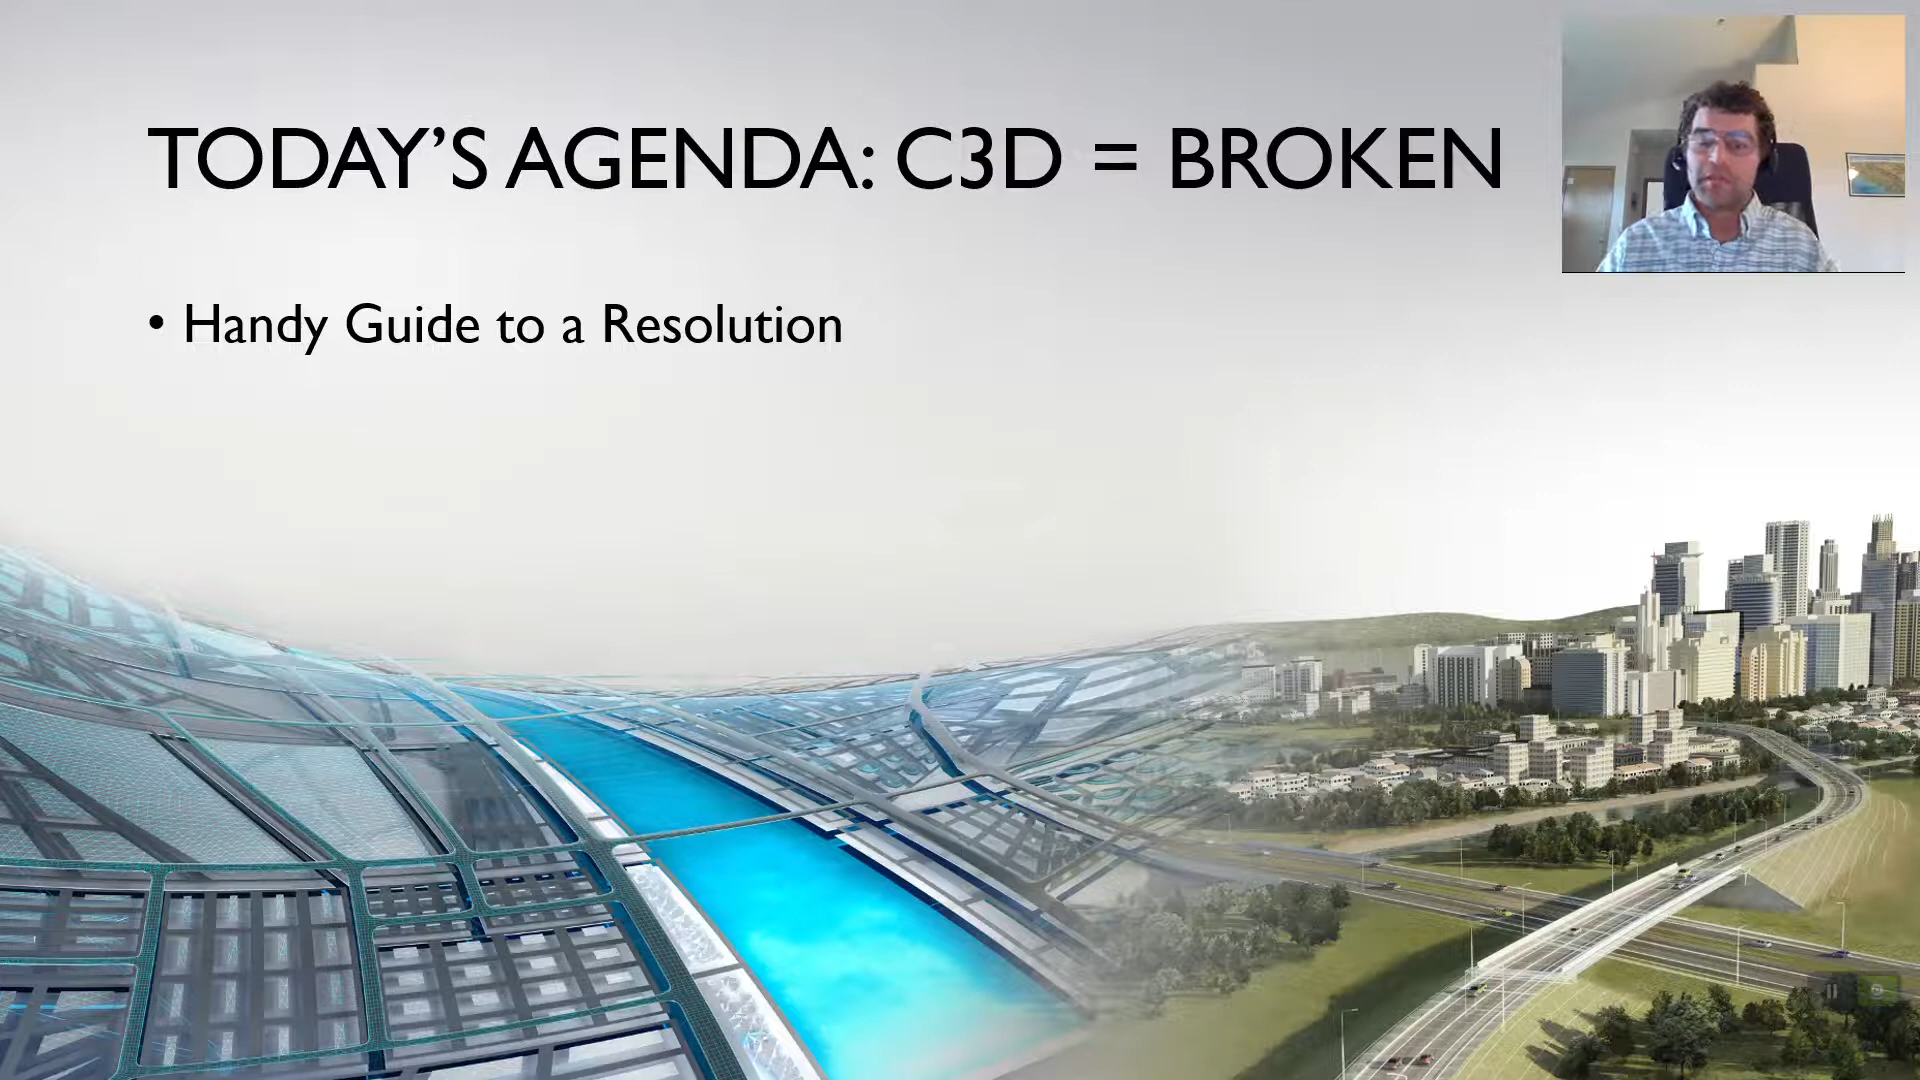 TODAY’S AGENDA: C3D = BROKEN
• Handy Guide to a Resolution